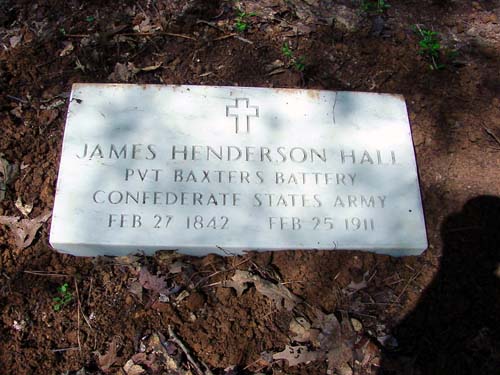 JAMES HENDERSON HALL
PVT BAXTERS BATTERY
CONFEDERATE STATES ARMY
FEB 27 1842 FEB 25 1911